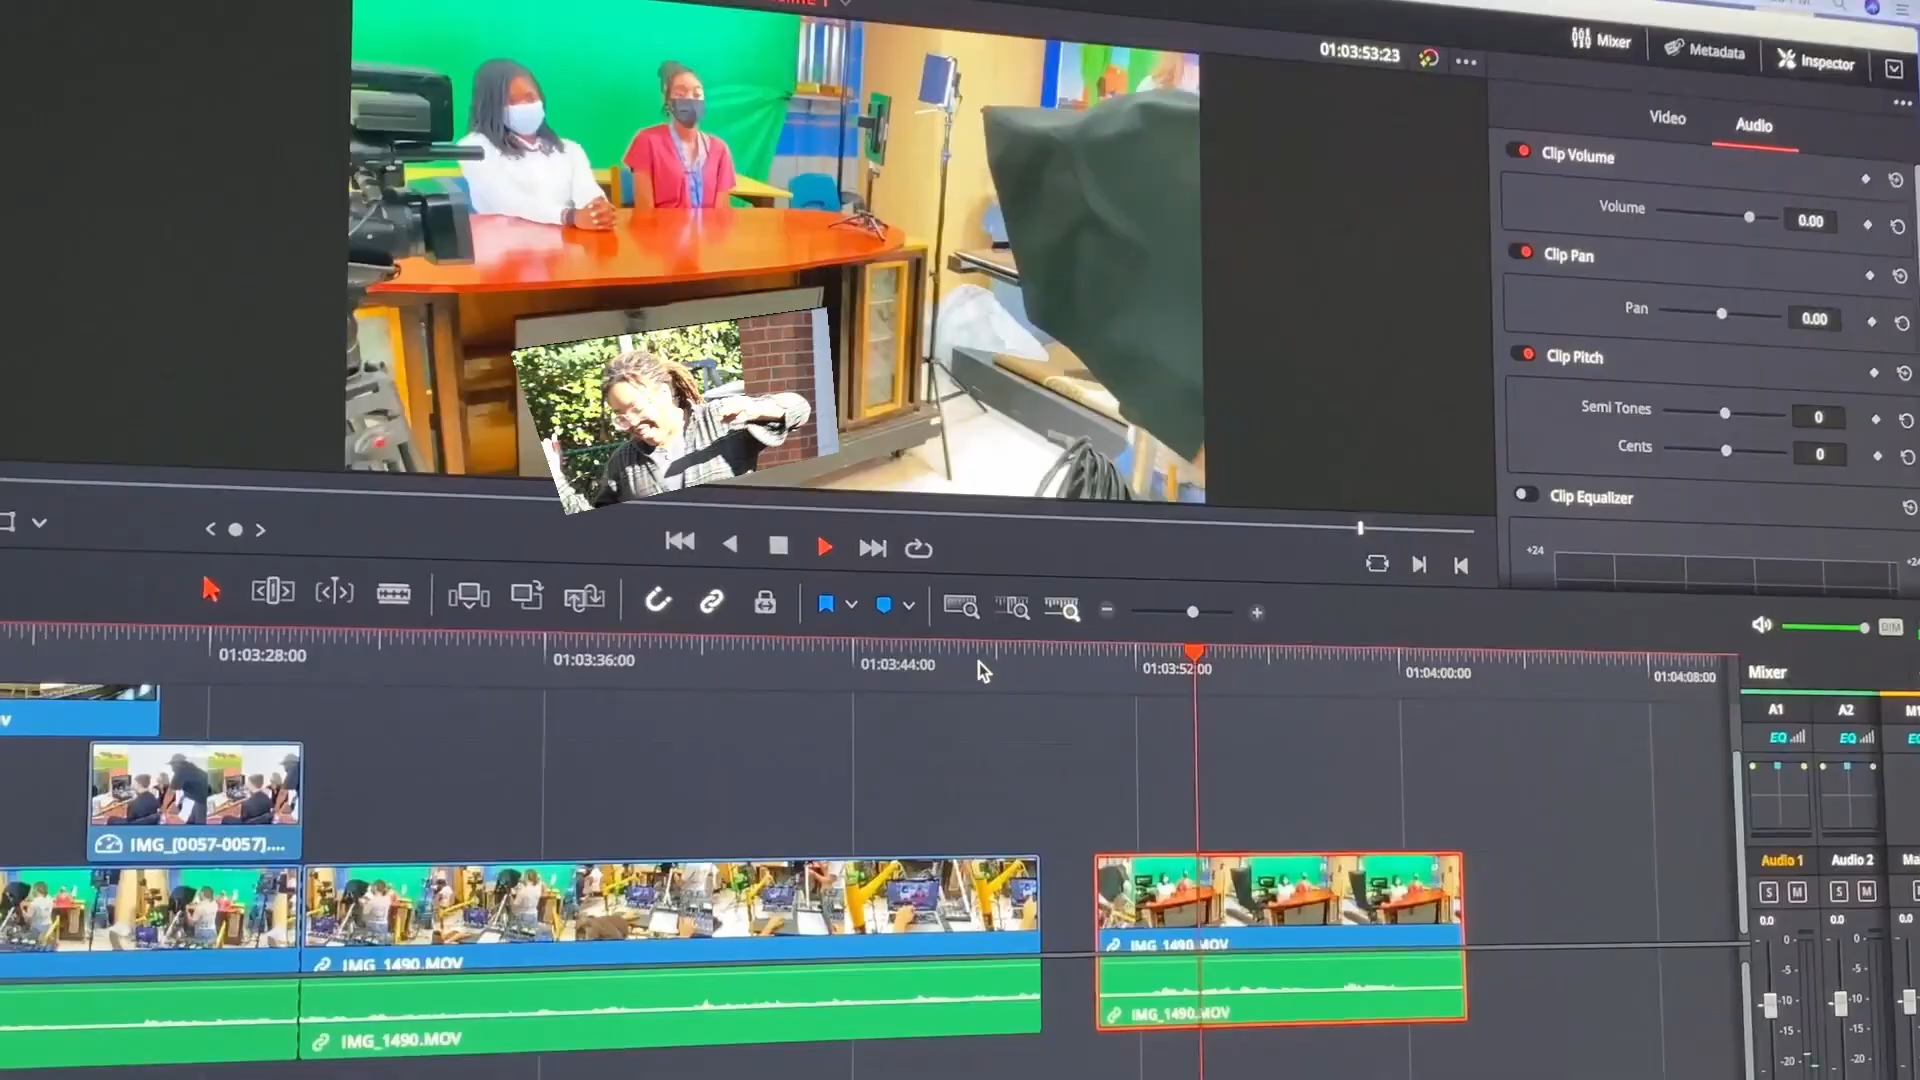 01:03:53:23
Mixer
Metadata
Inspector
Video
Audio
Clip Volume
Volume
0.00
Clip Pan
Pan
0.00
Clip Pitch
Semi Tones
0
Cents
0
Clip Equalizer
+24
DIM
01:03:28:00
01:03:36:00
01:03:44:00
01:03:52:00
01:04:00:00
01:04:08:00
Mixer
A1
A2
EQ
EQ
IMG_[0057-0057]....
Audio 1
Audio 2
S
M
S
M
0.0
0.0
0.0
0
0
-5
-5
-10
-10
-15
-15
-20
-20
IMG_1490.MOV
IMG_1490.MOV
IMG_1490.MOV
IMG_1490.MOV